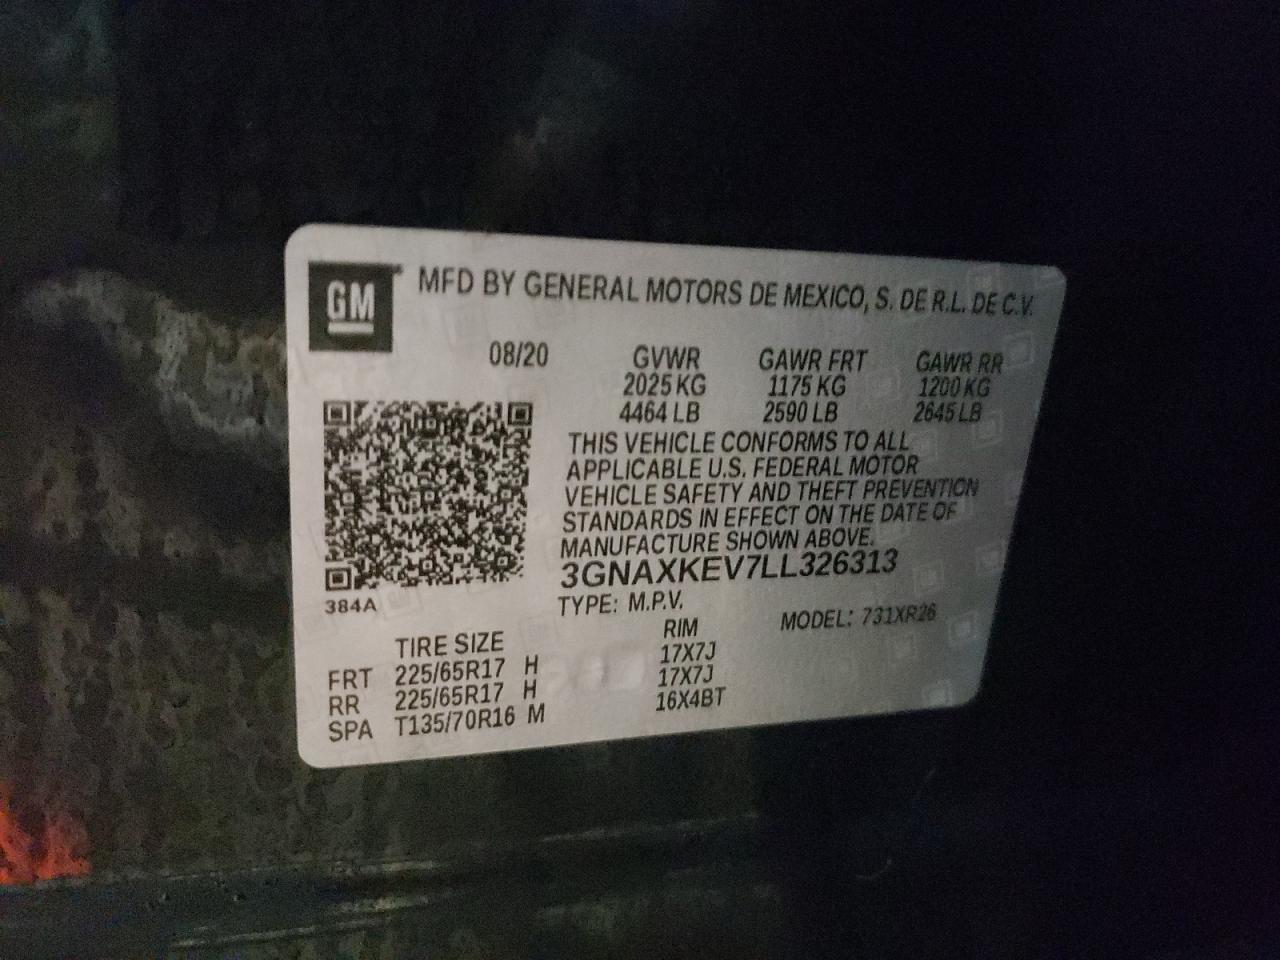 GM MFD BY GENERAL MOTORS DE MEXICO, S. DE R.L. DE C.V.
08/20 GVWR GAWR FRT GAWR RR
2025 KG 1175 KG 1200 KG
4464 LB 2590 LB 2645 LB
THIS VEHICLE CONFORMS TO ALL
APPLICABLE U.S. FEDERAL MOTOR
VEHICLE SAFETY AND THEFT PREVENTION
STANDARDS IN EFFECT ON THE DATE OF
MANUFACTURE SHOWN ABOVE.
3GNAXKEV7LL326313
384A TYPE: M.P.V. MODEL: 731XR26
TIRE SIZE RIM
FRT 225/65R17 H 17X7J
RR 225/65R17 H 17X7J
SPA T135/70R16 M 16X4BT